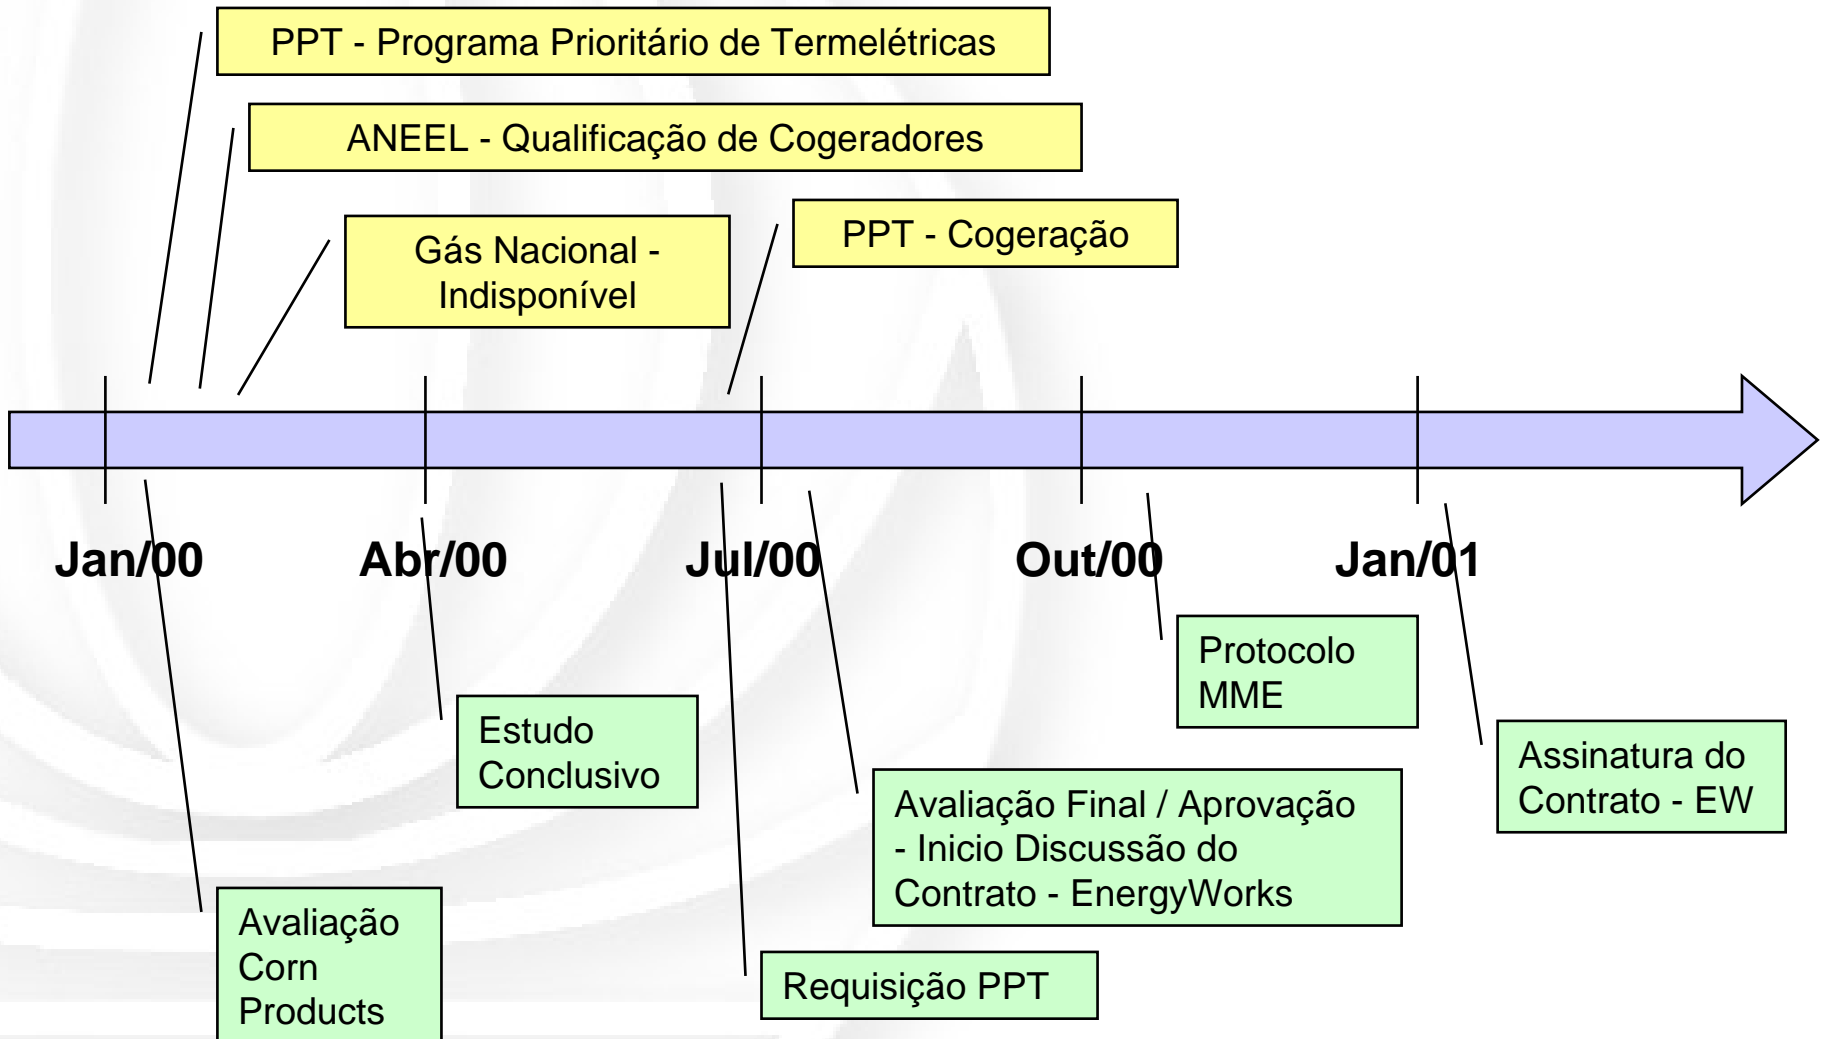 PPT - Programa Prioritário de Termelétricas
ANEEL - Qualificação de Cogeradores
Gás Nacional -
Indisponível
PPT - Cogeração
Jan/00
Abr/00
Jul/00
Out/00
Jan/01
Protocolo
MME
Estudo
Conclusivo
Assinatura do
Contrato - EW
Avaliação Final / Aprovação
- Inicio Discussão do
Contrato - EnergyWorks
Avaliação
Corn
Products
Requisição PPT